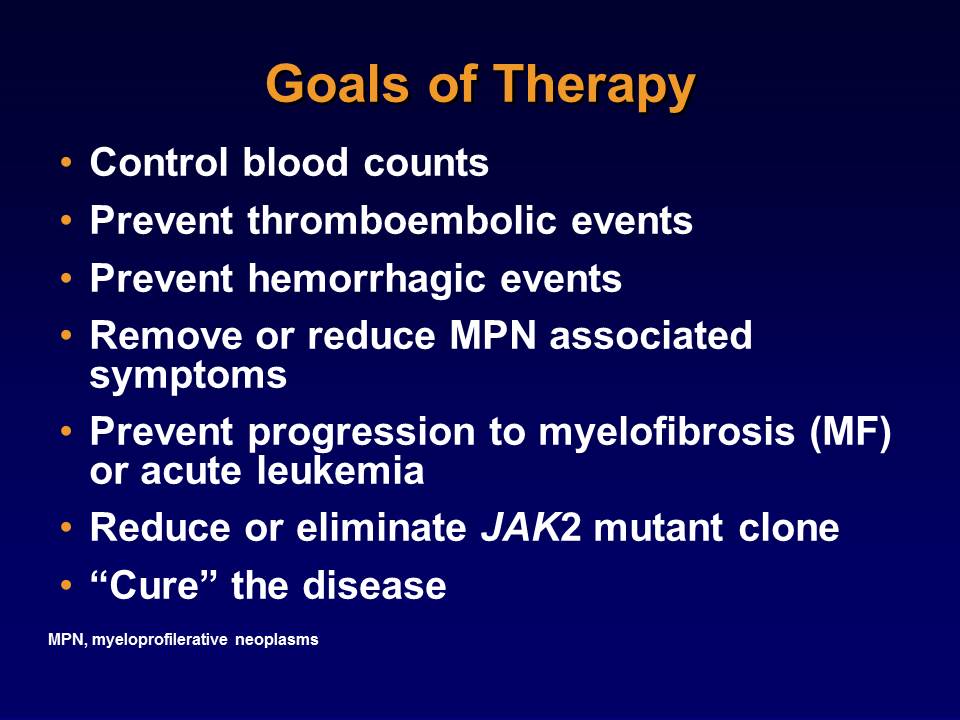 Goals of Therapy
• Control blood counts
• Prevent thromboembolic events
• Prevent hemorrhagic events
• Remove or reduce MPN associated
symptoms
• Prevent progression to myelofibrosis (MF)
or acute leukemia
• Reduce or eliminate JAK2 mutant clone
• “Cure” the disease
MPN, myeloprofilerative neoplasms